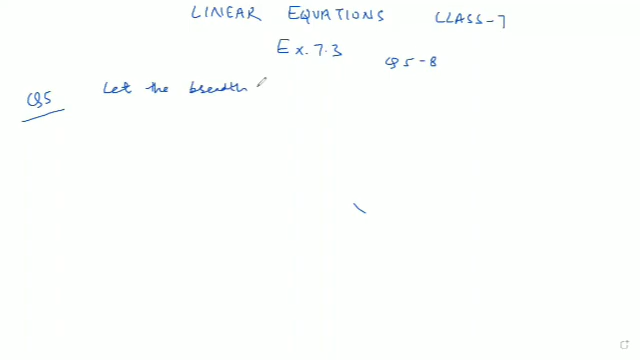 LINEAR EQUATIONS CLASS-7
Ex. 7.3 Q5-8
Q5 Let the breadth